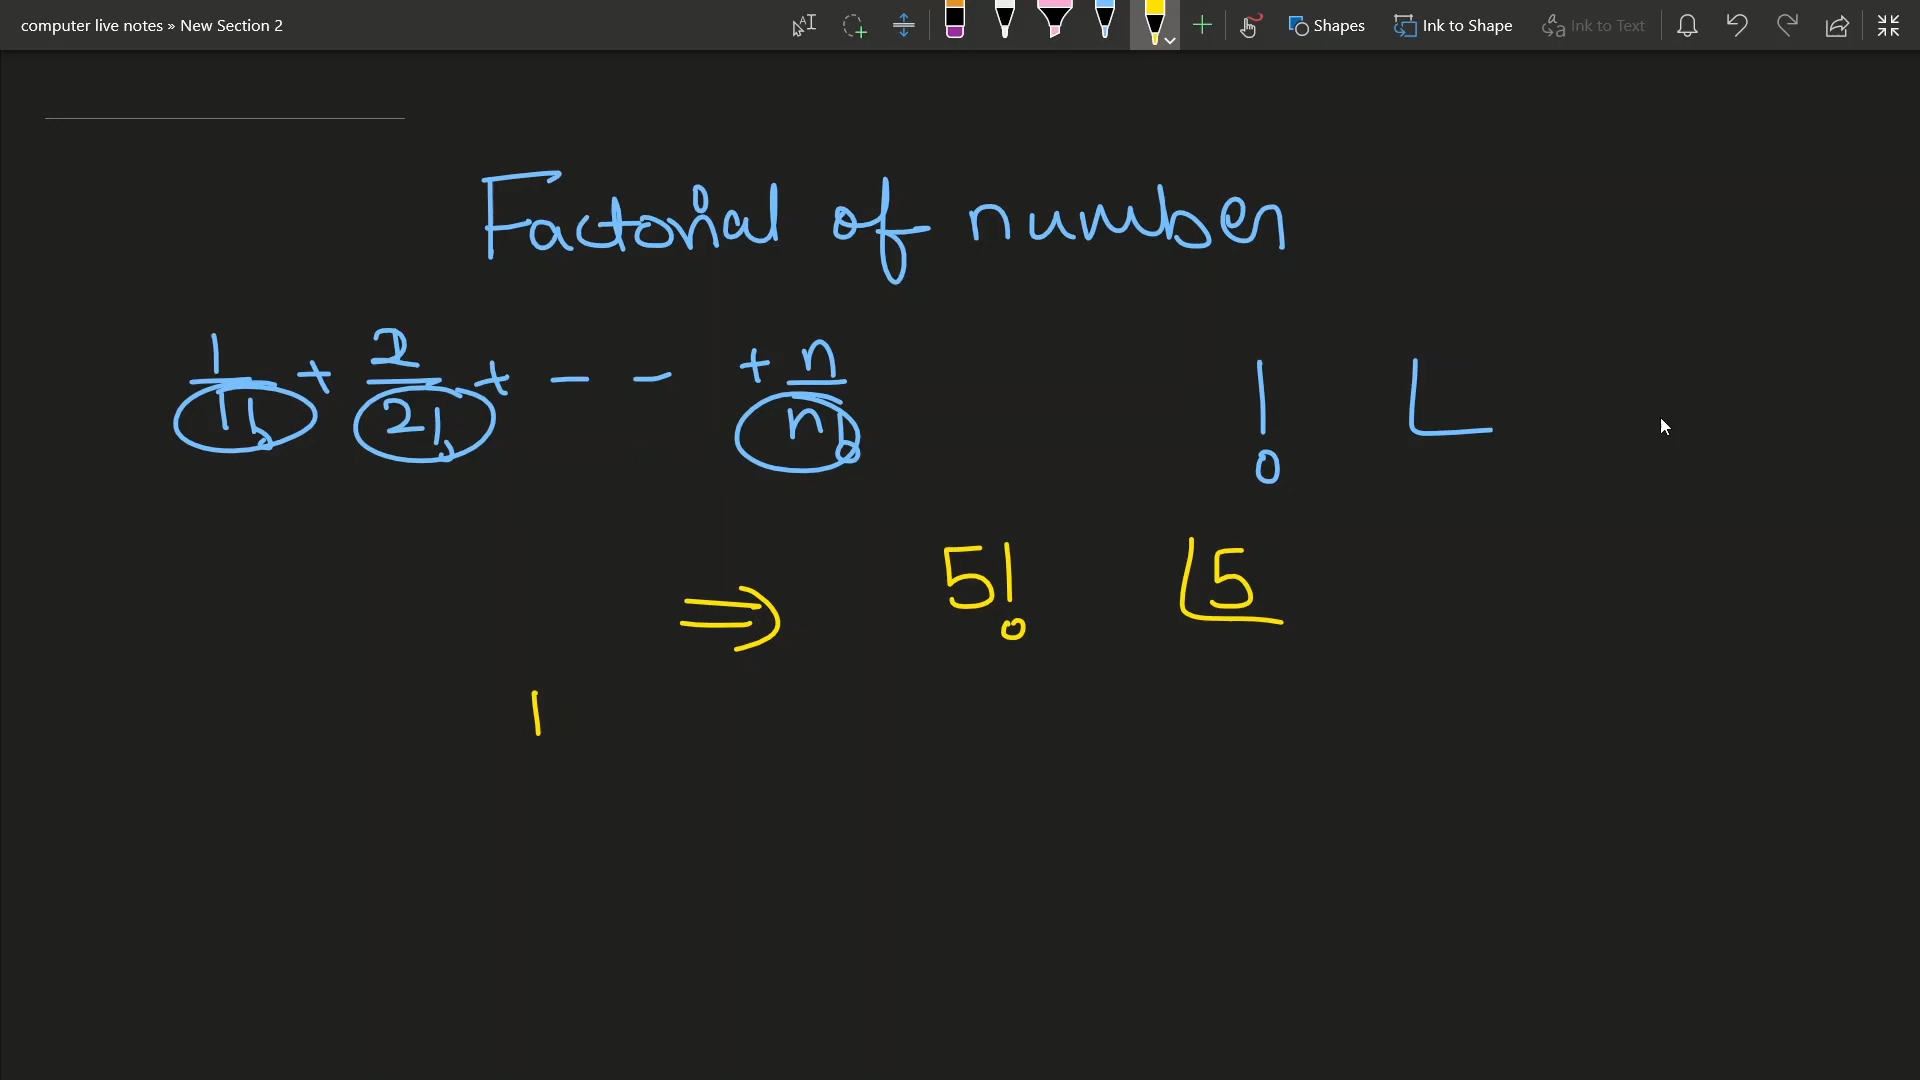 computer live notes » New Section 2
Shapes
Ink to Shape
Ink to Text
Factorial of number
1/1! + 2/2! + - - + n/n!
! L
⇒ 5! |5
1